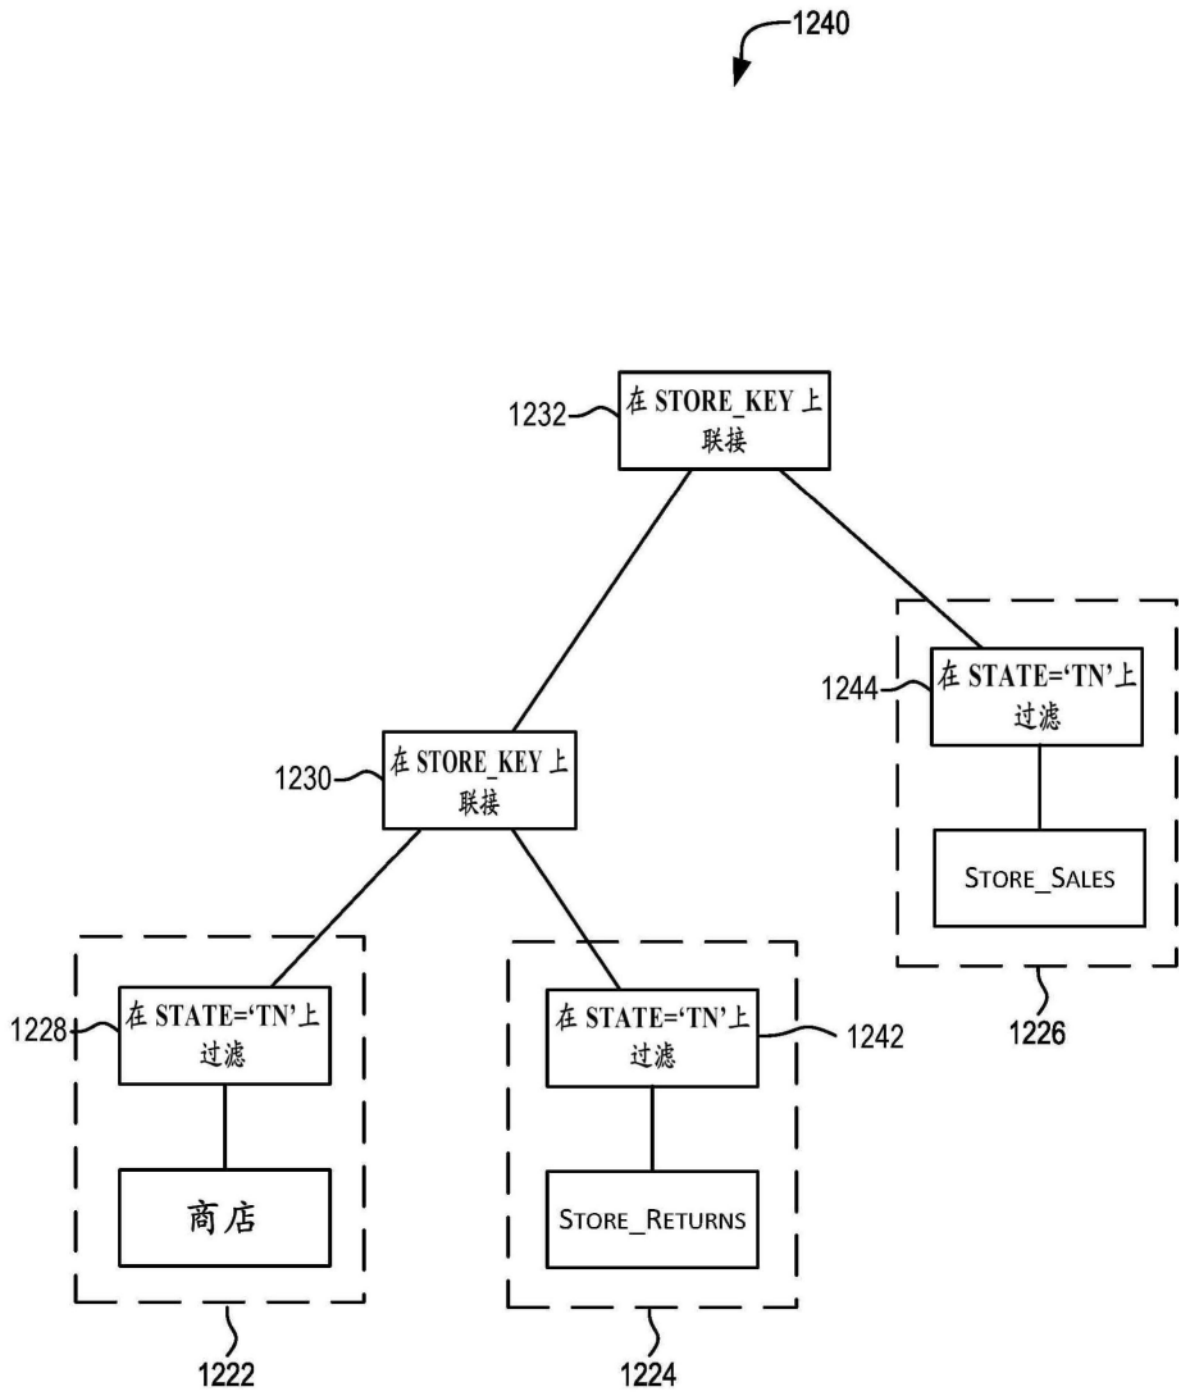 1240
1232
在 STORE_KEY 上
联接
1244
在 STATE=‘TN’上
过滤
1230
在 STORE_KEY 上
联接
STORE_SALES
1226
1228
在 STATE=‘TN’上
过滤
在 STATE=‘TN’上
过滤
1242
商店
STORE_RETURNS
1222
1224